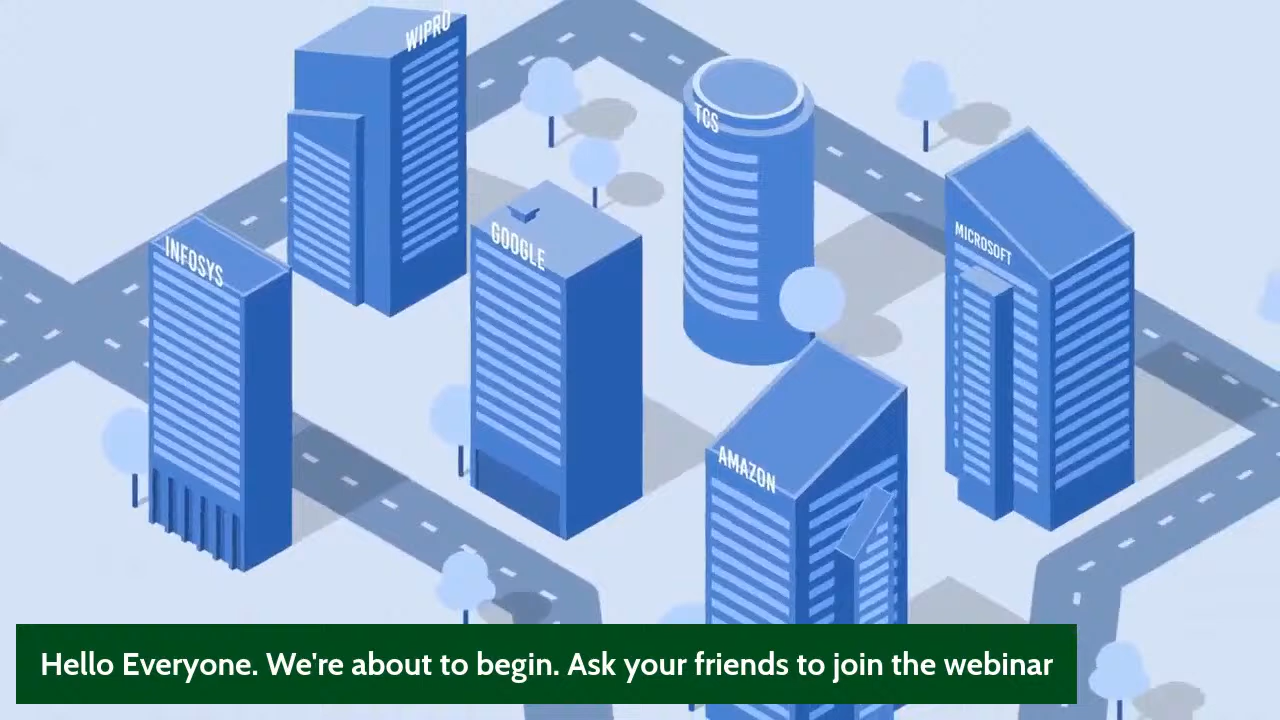 WIPRO
TCS
MICROSOFT
GOOGLE
INFOSYS
AMAZON
Hello Everyone. We're about to begin. Ask your friends to join the webinar